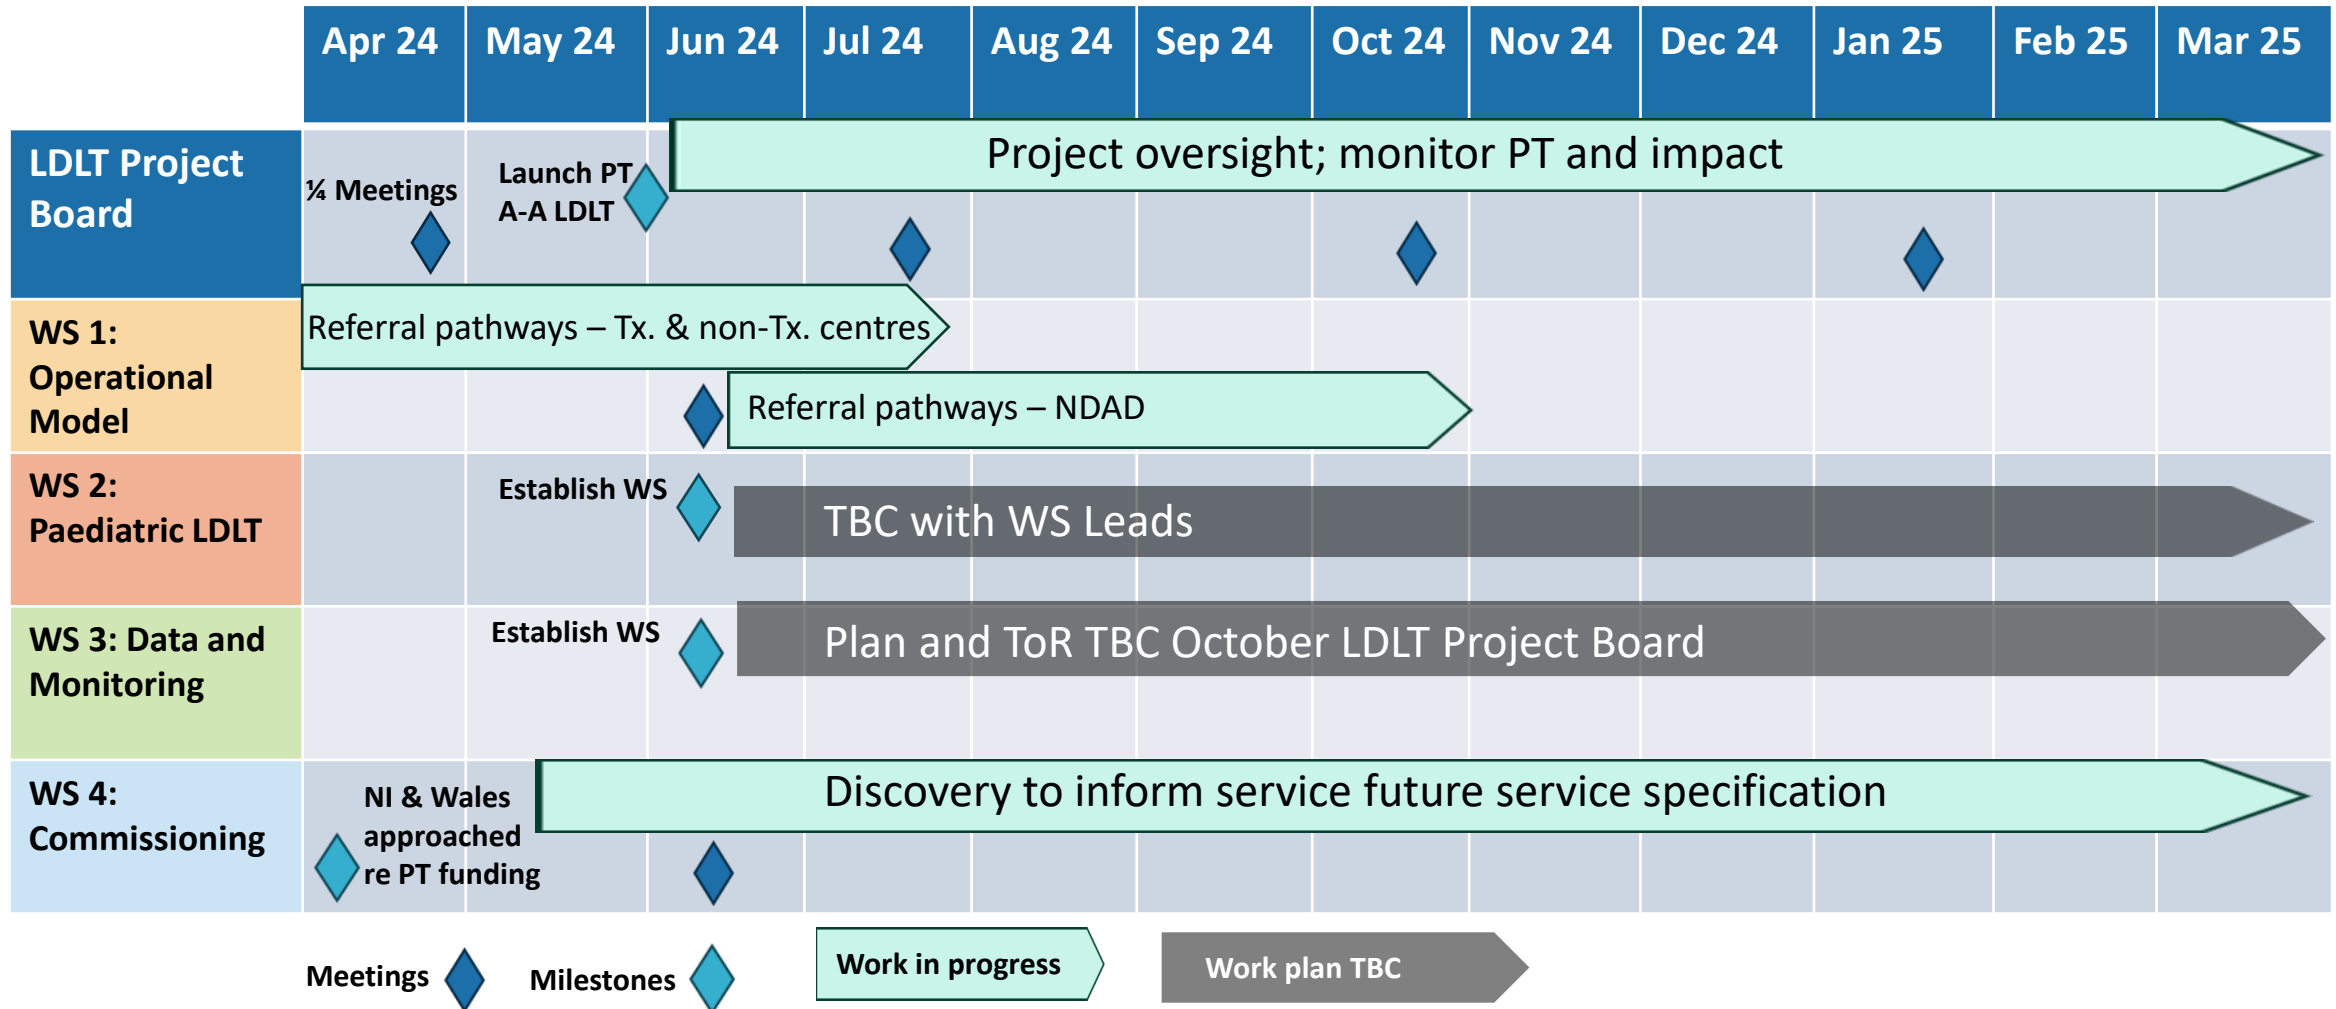 Apr 24 May 24 Jun 24 Jul 24 Aug 24 Sep 24 Oct 24 Nov 24 Dec 24 Jan 25 Feb 25 Mar 25
LDLT Project
Board
¼ Meetings
Launch PT
A-A LDLT
Project oversight; monitor PT and impact
WS 1:
Operational
Model
Referral pathways – Tx. & non-Tx. centres
Referral pathways – NDAD
WS 2:
Paediatric LDLT
Establish WS
TBC with WS Leads
WS 3: Data and
Monitoring
Establish WS
Plan and ToR TBC October LDLT Project Board
WS 4:
Commissioning
NI & Wales
approached
re PT funding
Discovery to inform service future service specification
Meetings
Milestones
Work in progress
Work plan TBC